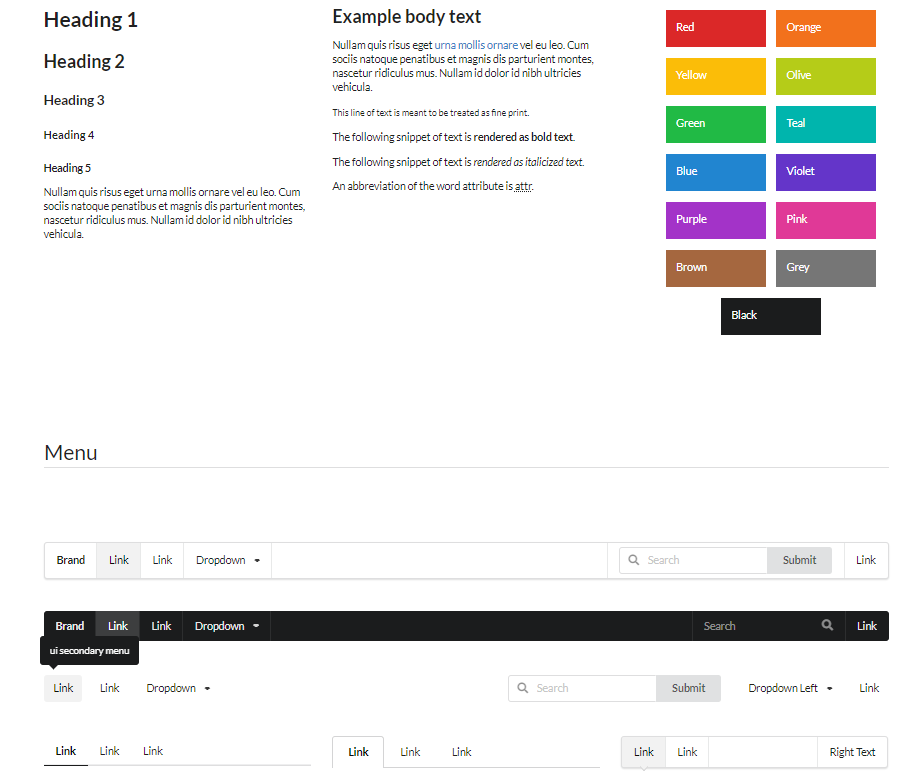 Heading 1
Heading 2
Heading 3
Heading 4
Heading 5
Nullam quis risus eget urna mollis ornare vel eu leo. Cum
sociis natoque penatibus et magnis dis parturient montes,
nascetur ridiculus mus. Nullam id dolor id nibh ultricies
vehicula.
Example body text
Nullam quis risus eget urna mollis ornare vel eu leo. Cum
sociis natoque penatibus et magnis dis parturient montes,
nascetur ridiculus mus. Nullam id dolor id nibh ultricies
vehicula.
This line of text is meant to be treated as fine print.
The following snippet of text is rendered as bold text.
The following snippet of text is rendered as italicized text.
An abbreviation of the word attribute is attr.
Red Orange
Yellow Olive
Green Teal
Blue Violet
Purple Pink
Brown Grey
Black
Menu
Brand Link Link Dropdown Search Submit Link
Brand Link Link Dropdown Search Link
ui secondary menu
Link Link Dropdown Search Submit Dropdown Left Link
Link Link Link Link Link Link Link Link Right Text